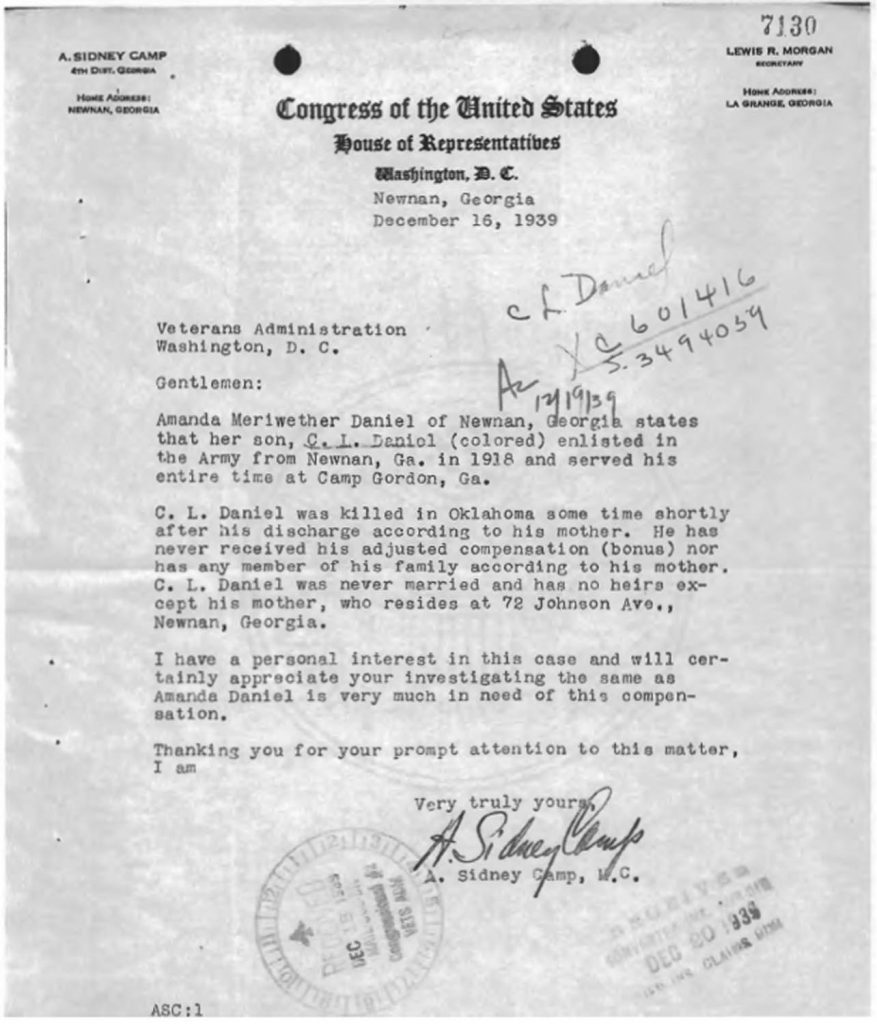 7130
A. SIDNEY CAMP
4TH DIST. GEORGIA
HOME ADDRESS:
NEWNAN, GEORGIA
LEWIS R. MORGAN
SECRETARY
HOME ADDRESS:
LA GRANGE, GEORGIA
Congress of the United States
House of Representatives
Washington, D. C.
Newnan, Georgia
December 16, 1939
C L Daniel
XC 601416
S. 3494059
12/19/39
Veterans Administration
Washington, D. C.
Gentlemen:
Amanda Meriwether Daniel of Newnan, Georgia states
that her son, C. L. Daniel (colored) enlisted in
the Army from Newnan, Ga. in 1918 and served his
entire time at Camp Gordon, Ga.
C. L. Daniel was killed in Oklahoma some time shortly
after his discharge according to his mother. He has
never received his adjusted compensation (bonus) nor
has any member of his family according to his mother.
C. L. Daniel was never married and has no heirs ex-
cept his mother, who resides at 72 Johnson Ave.,
Newnan, Georgia.
I have a personal interest in this case and will cer-
tainly appreciate your investigating the same as
Amanda Daniel is very much in need of this compen-
sation.
Thanking you for your prompt attention to this matter,
I am
Very truly yours,
A. Sidney Camp
A. Sidney Camp, M.C.
RECEIVED
DEC 20 1939
CLAIMS
VETS ADM
ASC:l